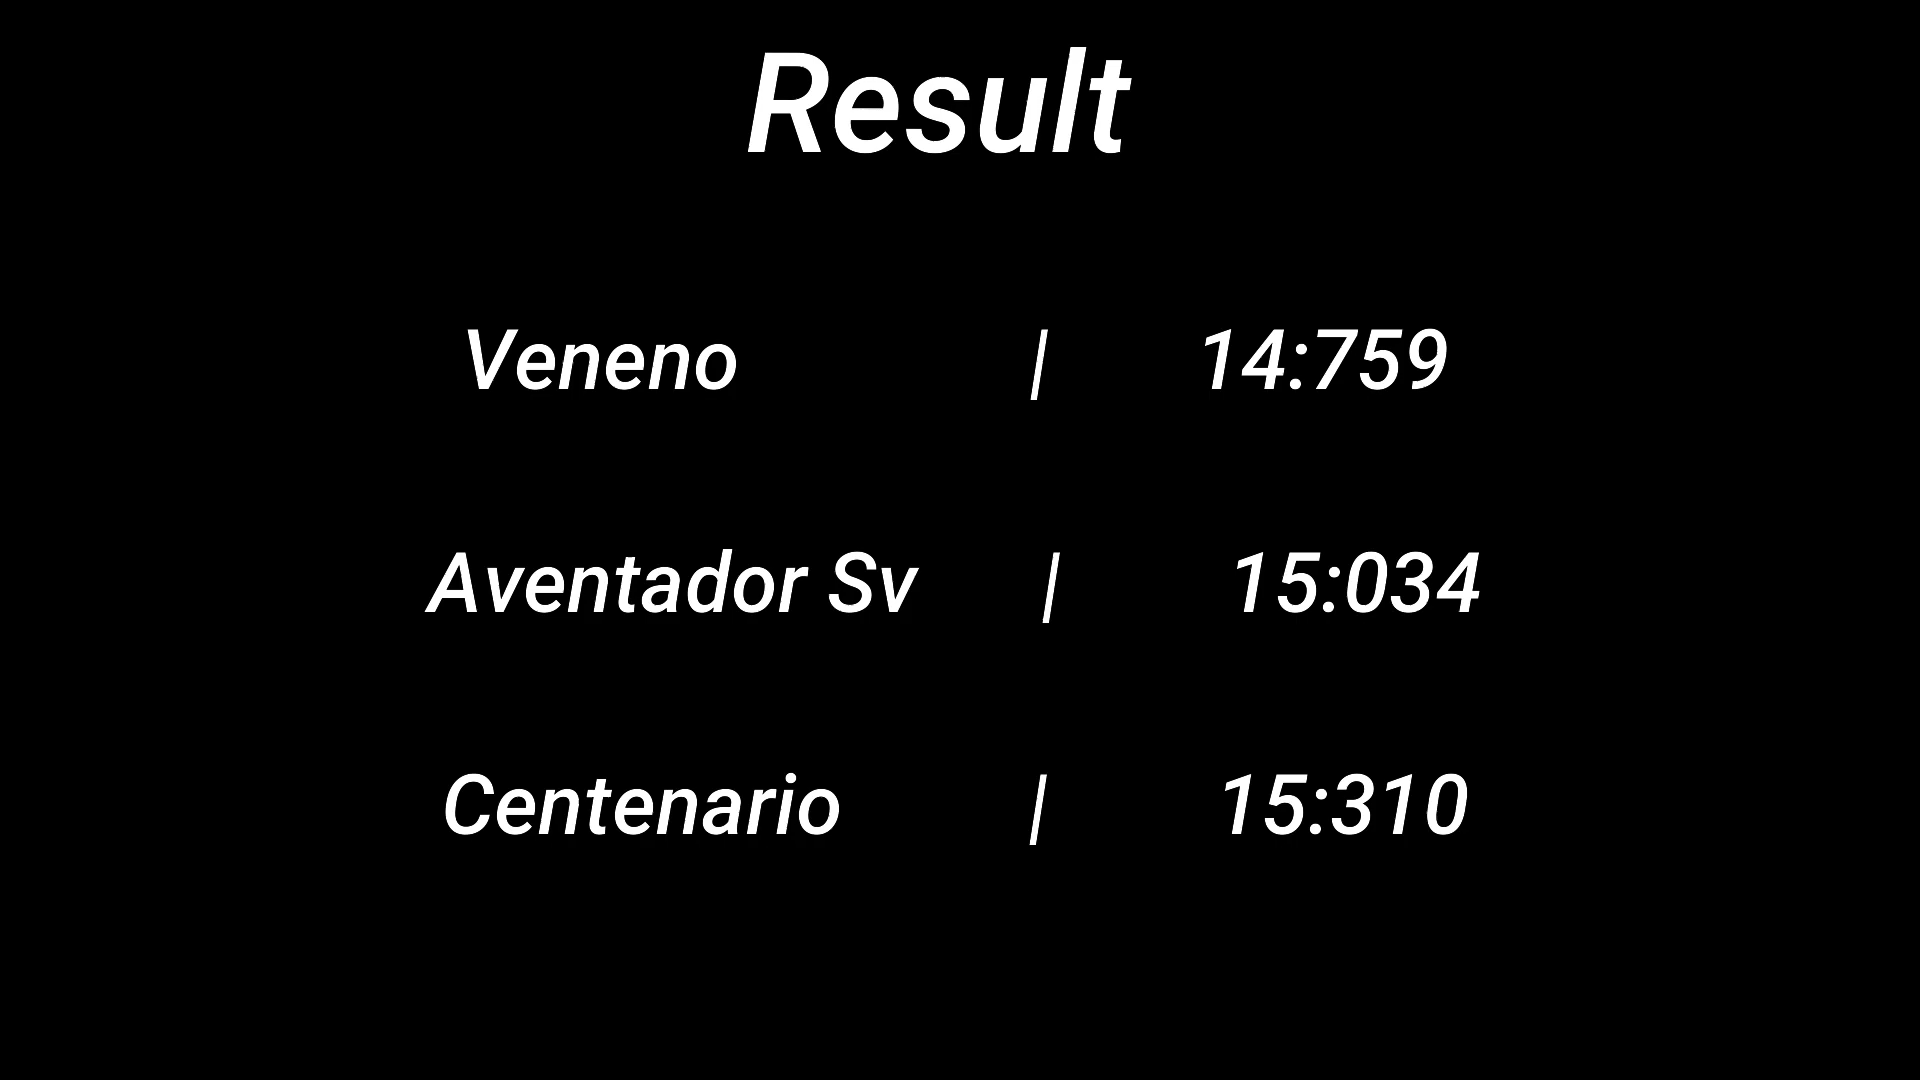 Result
Veneno | 14:759
Aventador Sv | 15:034
Centenario | 15:310